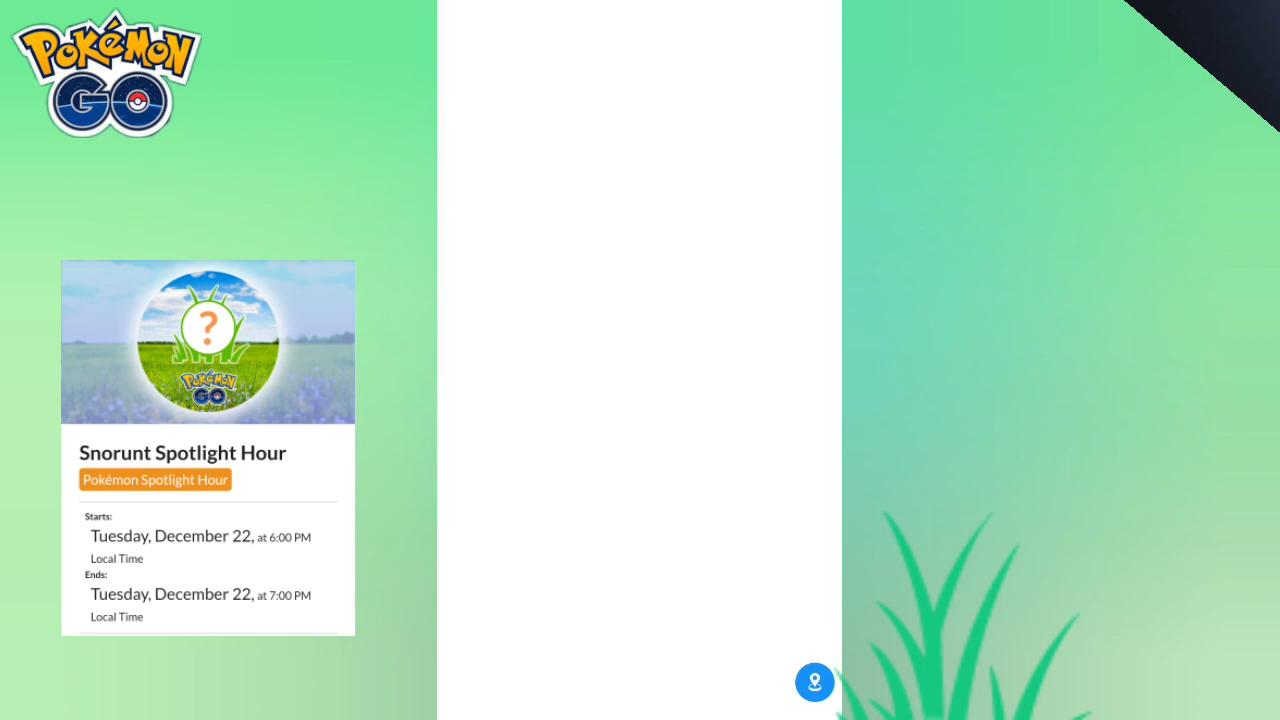 POKéMON
GO
?
POKéMON
GO
Snorunt Spotlight Hour
Pokémon Spotlight Hour
Starts:
Tuesday, December 22, at 6:00 PM
Local Time
Ends:
Tuesday, December 22, at 7:00 PM
Local Time